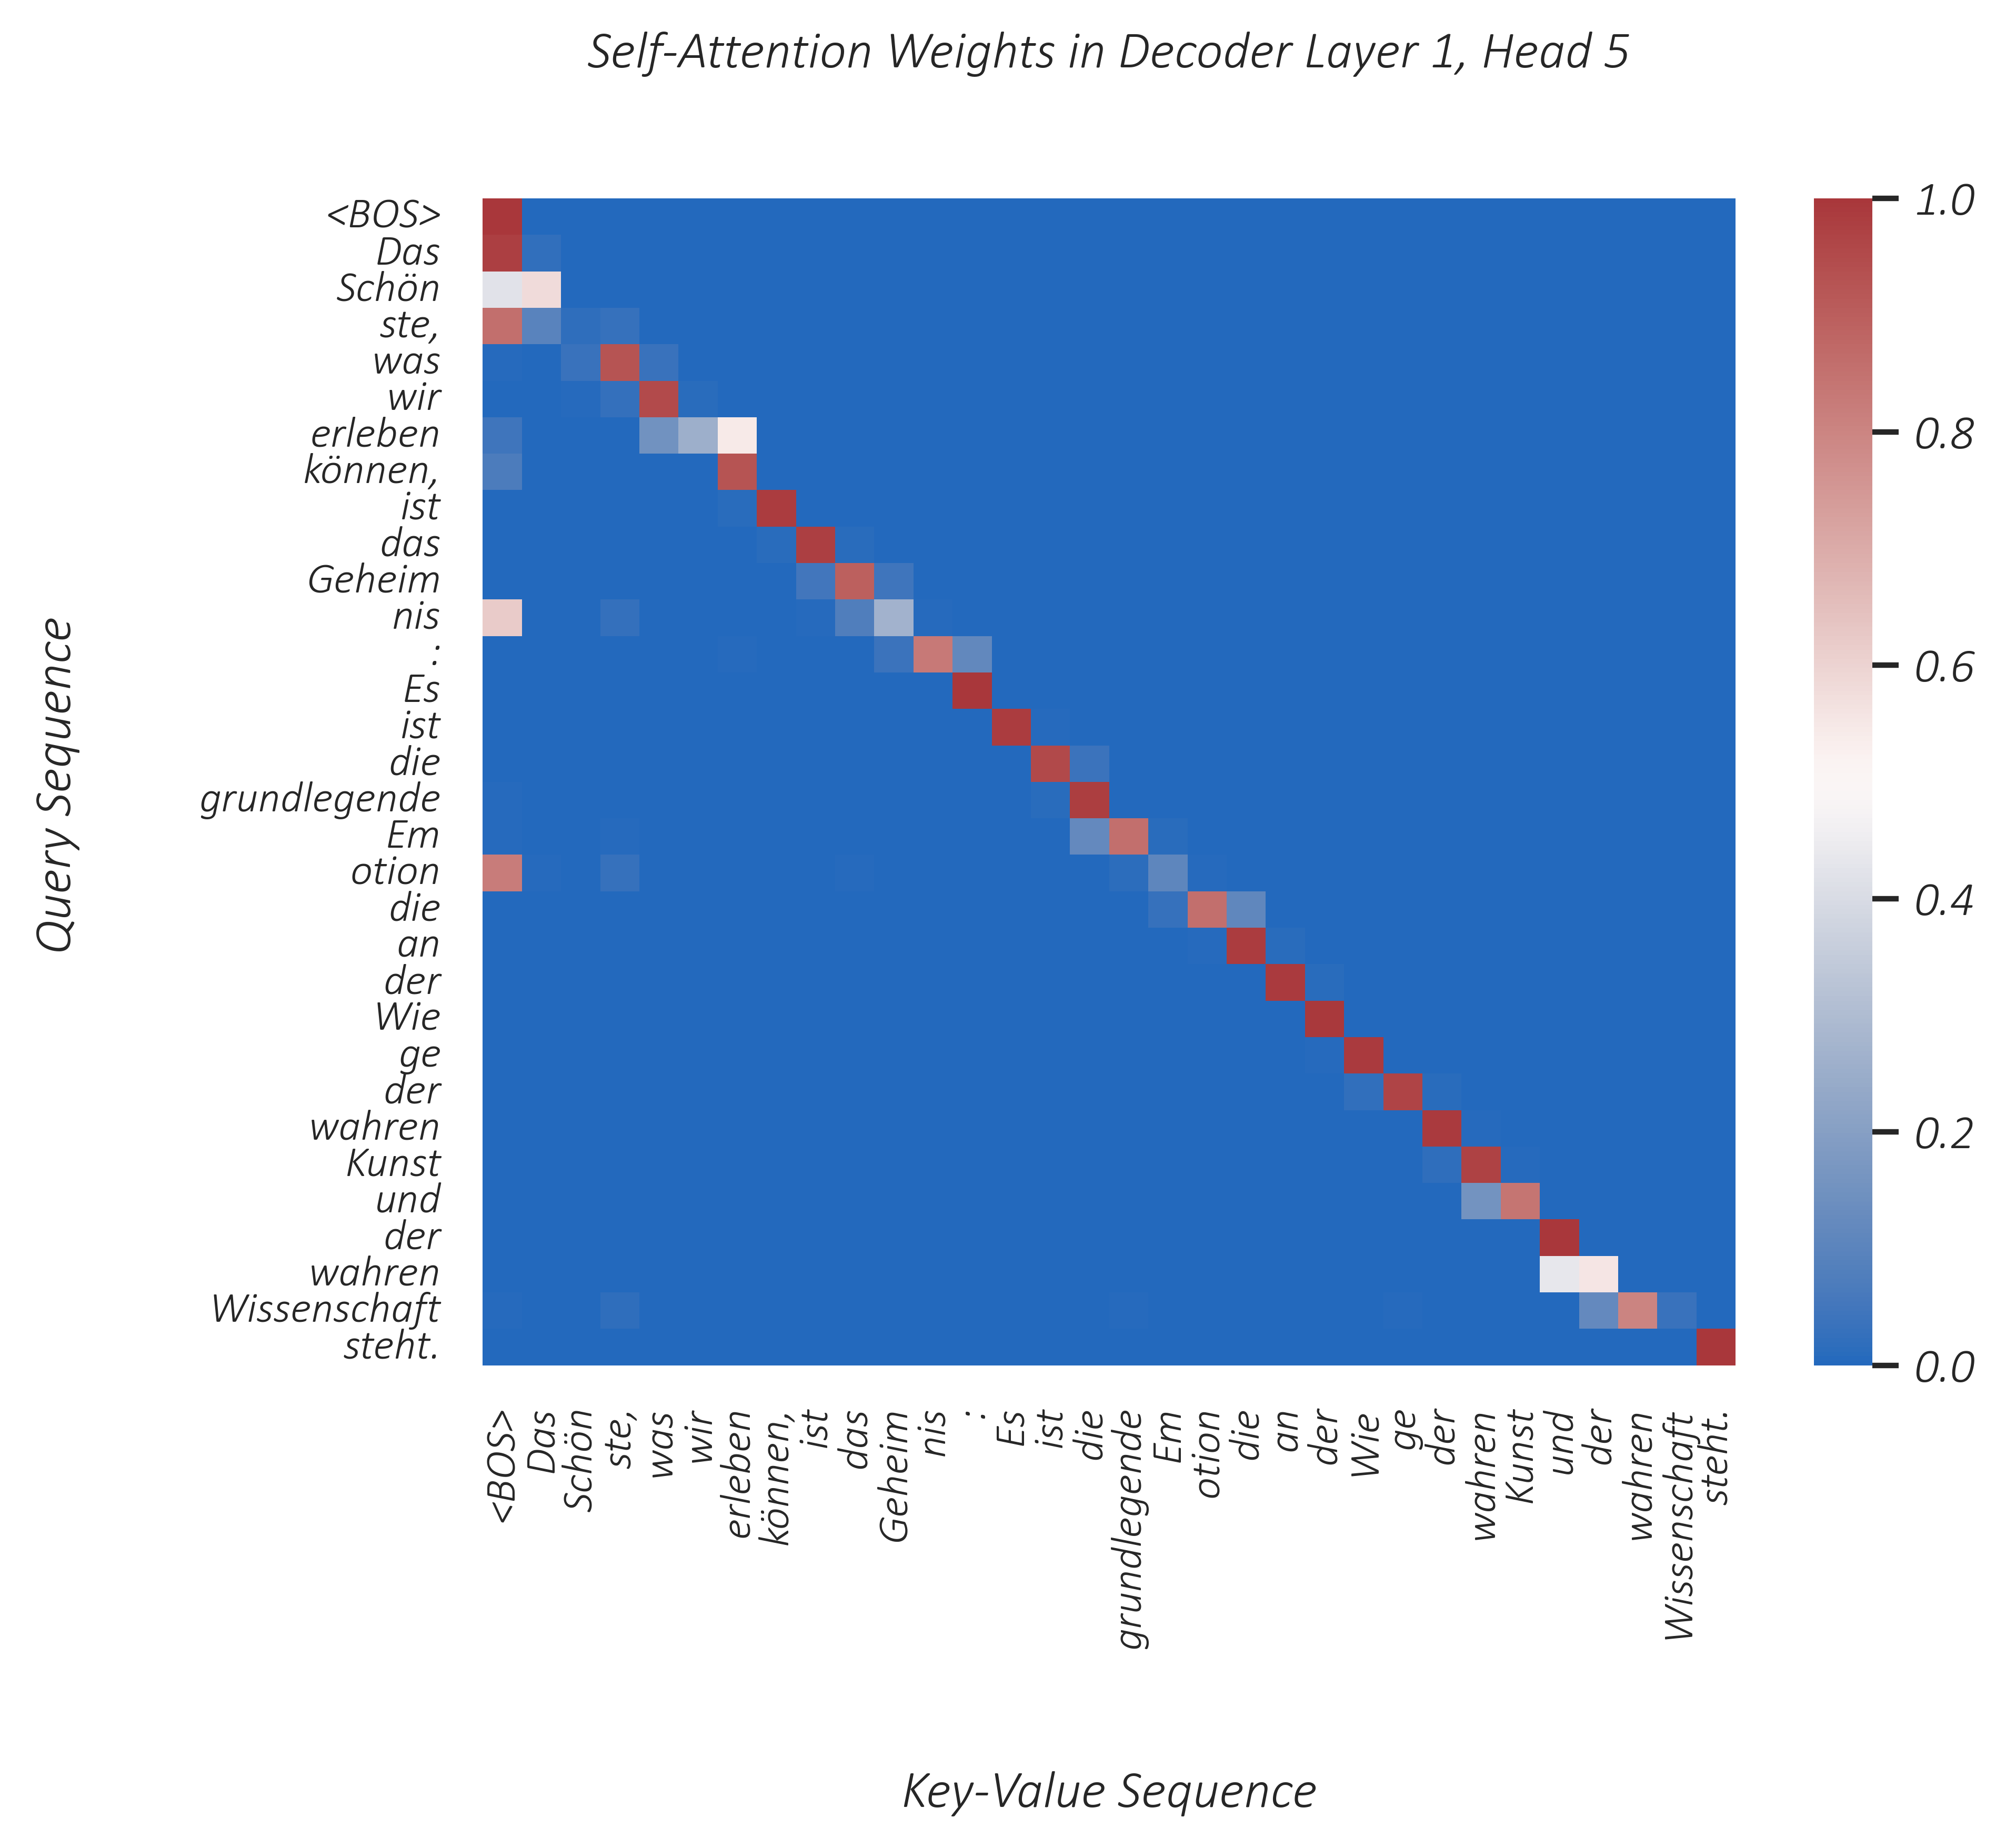 Self-Attention Weights in Decoder Layer 1, Head 5
Query Sequence
<BOS>
Das
Schön
ste,
was
wir
erleben
können,
ist
das
Geheim
nis
:
Es
ist
die
grundlegende
Em
otion
die
an
der
Wie
ge
der
wahren
Kunst
und
der
wahren
Wissenschaft
steht.
1.0
0.8
0.6
0.4
0.2
0.0
<BOS>
Das
Schön
ste,
was
wir
erleben
können,
ist
das
Geheim
nis
:
Es
ist
die
grundlegende
Em
otion
die
an
der
Wie
ge
der
wahren
Kunst
und
der
wahren
Wissenschaft
steht.
Key-Value Sequence